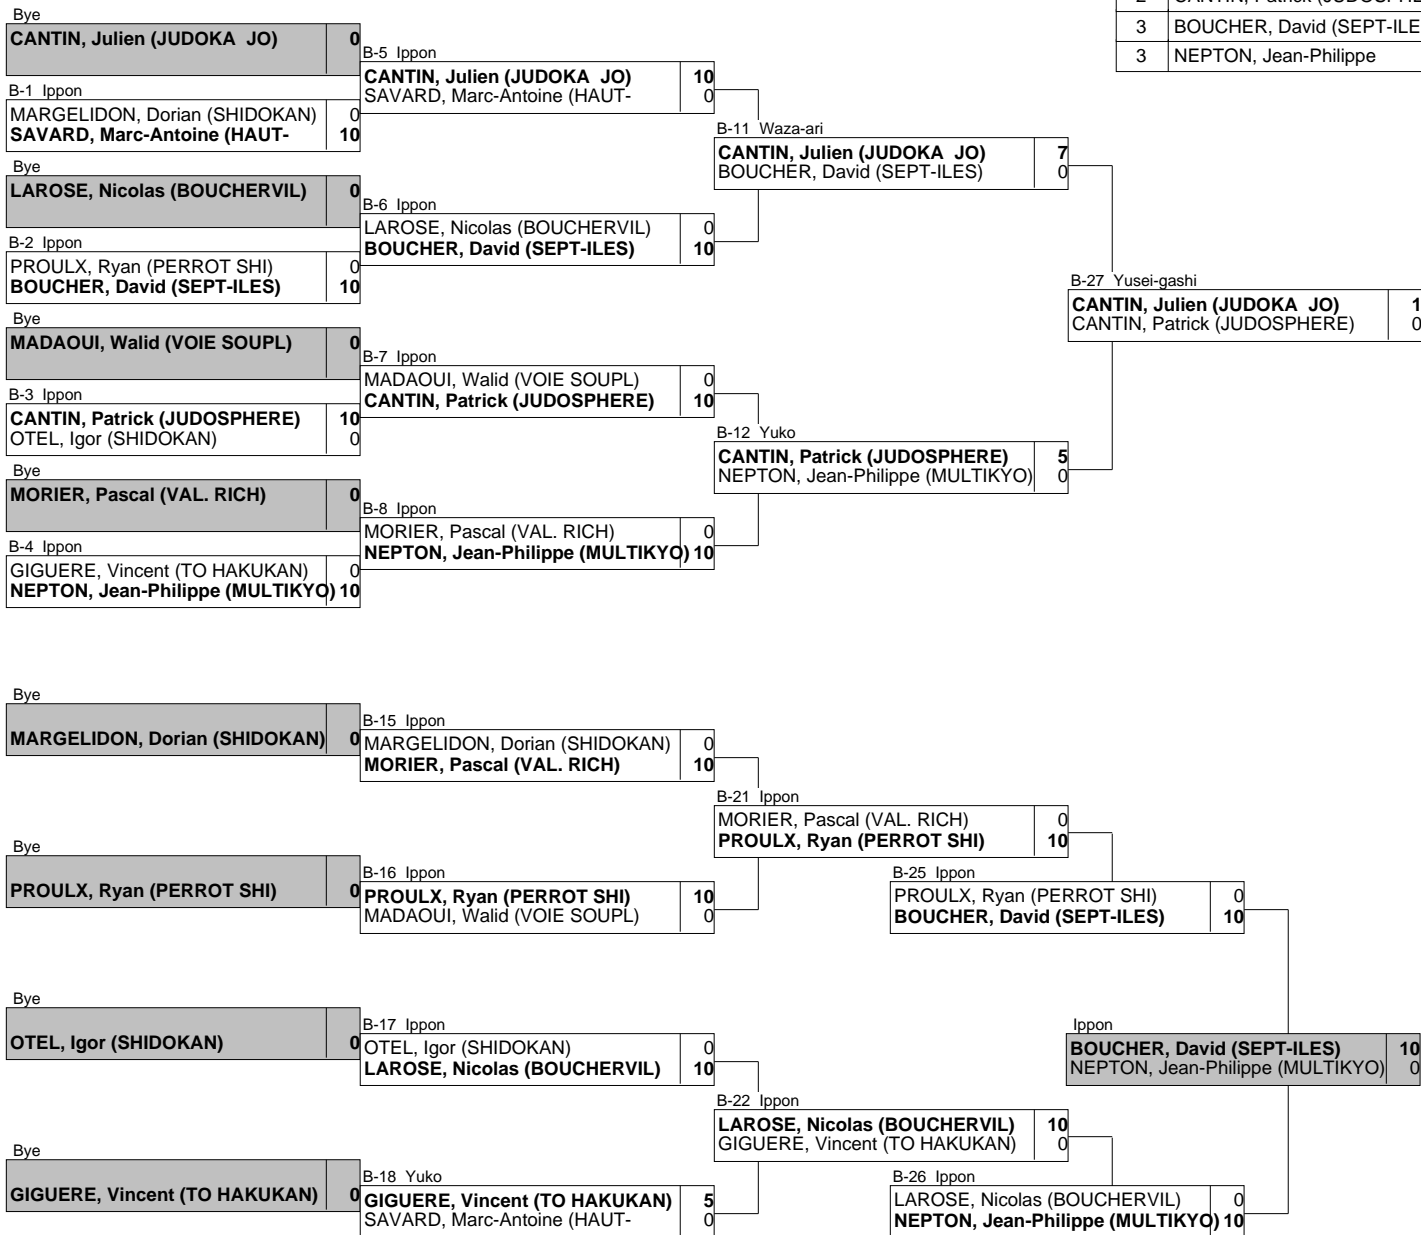 Bye
CANTIN, Julien (JUDOKA JO) 0
B-1 Ippon
MARGELIDON, Dorian (SHIDOKAN) 0
SAVARD, Marc-Antoine (HAUT- 10
Bye
LAROSE, Nicolas (BOUCHERVIL) 0
B-2 Ippon
PROULX, Ryan (PERROT SHI) 0
BOUCHER, David (SEPT-ILES) 10
Bye
MADAOUI, Walid (VOIE SOUPL) 0
B-3 Ippon
CANTIN, Patrick (JUDOSPHERE) 10
OTEL, Igor (SHIDOKAN) 0
Bye
MORIER, Pascal (VAL. RICH) 0
B-4 Ippon
GIGUERE, Vincent (TO HAKUKAN) 0
NEPTON, Jean-Philippe (MULTIKYO) 10
B-5 Ippon
CANTIN, Julien (JUDOKA JO) 10
SAVARD, Marc-Antoine (HAUT- 0
B-6 Ippon
LAROSE, Nicolas (BOUCHERVIL) 0
BOUCHER, David (SEPT-ILES) 10
B-7 Ippon
MADAOUI, Walid (VOIE SOUPL) 0
CANTIN, Patrick (JUDOSPHERE) 10
B-8 Ippon
MORIER, Pascal (VAL. RICH) 0
NEPTON, Jean-Philippe (MULTIKYO) 10
B-11 Waza-ari
CANTIN, Julien (JUDOKA JO) 7
BOUCHER, David (SEPT-ILES) 0
B-12 Yuko
CANTIN, Patrick (JUDOSPHERE) 5
NEPTON, Jean-Philippe (MULTIKYO) 0
B-27 Yusei-gashi
CANTIN, Julien (JUDOKA JO) 1
CANTIN, Patrick (JUDOSPHERE) 0
3 BOUCHER, David (SEPT-ILE
3 NEPTON, Jean-Philippe
Bye
MARGELIDON, Dorian (SHIDOKAN) 0
Bye
PROULX, Ryan (PERROT SHI) 0
Bye
OTEL, Igor (SHIDOKAN) 0
Bye
GIGUERE, Vincent (TO HAKUKAN) 0
B-15 Ippon
MARGELIDON, Dorian (SHIDOKAN) 0
MORIER, Pascal (VAL. RICH) 10
B-16 Ippon
PROULX, Ryan (PERROT SHI) 10
MADAOUI, Walid (VOIE SOUPL) 0
B-17 Ippon
OTEL, Igor (SHIDOKAN) 0
LAROSE, Nicolas (BOUCHERVIL) 10
B-18 Yuko
GIGUERE, Vincent (TO HAKUKAN) 5
SAVARD, Marc-Antoine (HAUT- 0
B-21 Ippon
MORIER, Pascal (VAL. RICH) 0
PROULX, Ryan (PERROT SHI) 10
B-22 Ippon
LAROSE, Nicolas (BOUCHERVIL) 10
GIGUERE, Vincent (TO HAKUKAN) 0
B-25 Ippon
PROULX, Ryan (PERROT SHI) 0
BOUCHER, David (SEPT-ILES) 10
B-26 Ippon
LAROSE, Nicolas (BOUCHERVIL) 0
NEPTON, Jean-Philippe (MULTIKYO) 10
Ippon
BOUCHER, David (SEPT-ILES) 10
NEPTON, Jean-Philippe (MULTIKYO) 0